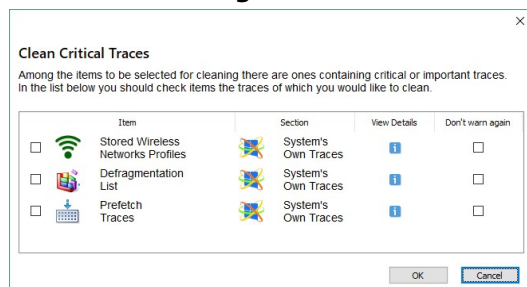 Clean Critical Traces
Among the items to be selected for cleaning there are ones containing critical or important traces.
In the list below you should check items the traces of which you would like to clean.
Item Section View Details Don't warn again
Stored Wireless
Networks Profiles
System's
Own Traces
Defragmentation
List
System's
Own Traces
Prefetch
Traces
System's
Own Traces
OK Cancel